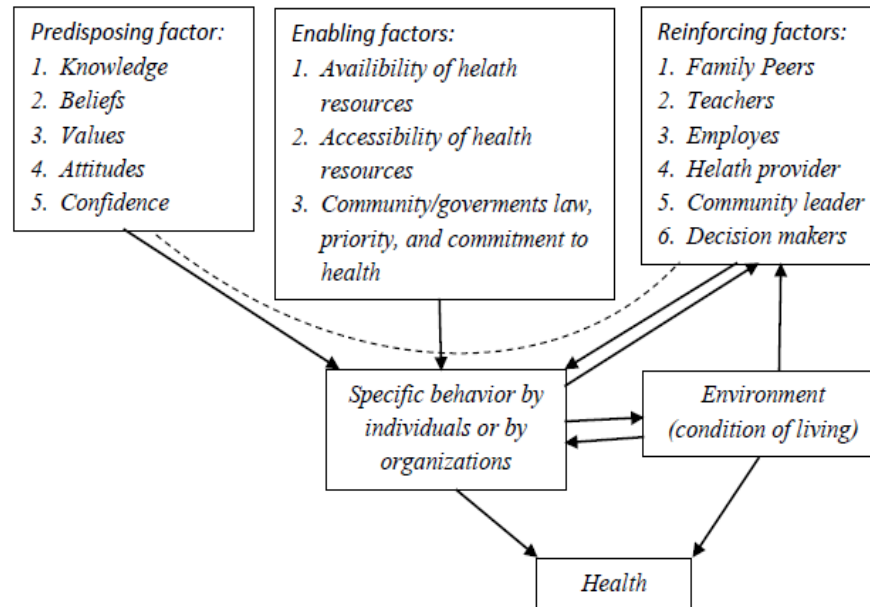 Predisposing factor:
1. Knowledge
2. Beliefs
3. Values
4. Attitudes
5. Confidence
Enabling factors:
1. Availibility of helath
resources
2. Accessibility of health
resources
3. Community/goverments law,
priority, and commitment to
health
Reinforcing factors:
1. Family Peers
2. Teachers
3. Employes
4. Helath provider
5. Community leader
6. Decision makers
Specific behavior by
individuals or by
organizations
Environment
(condition of living)
Health